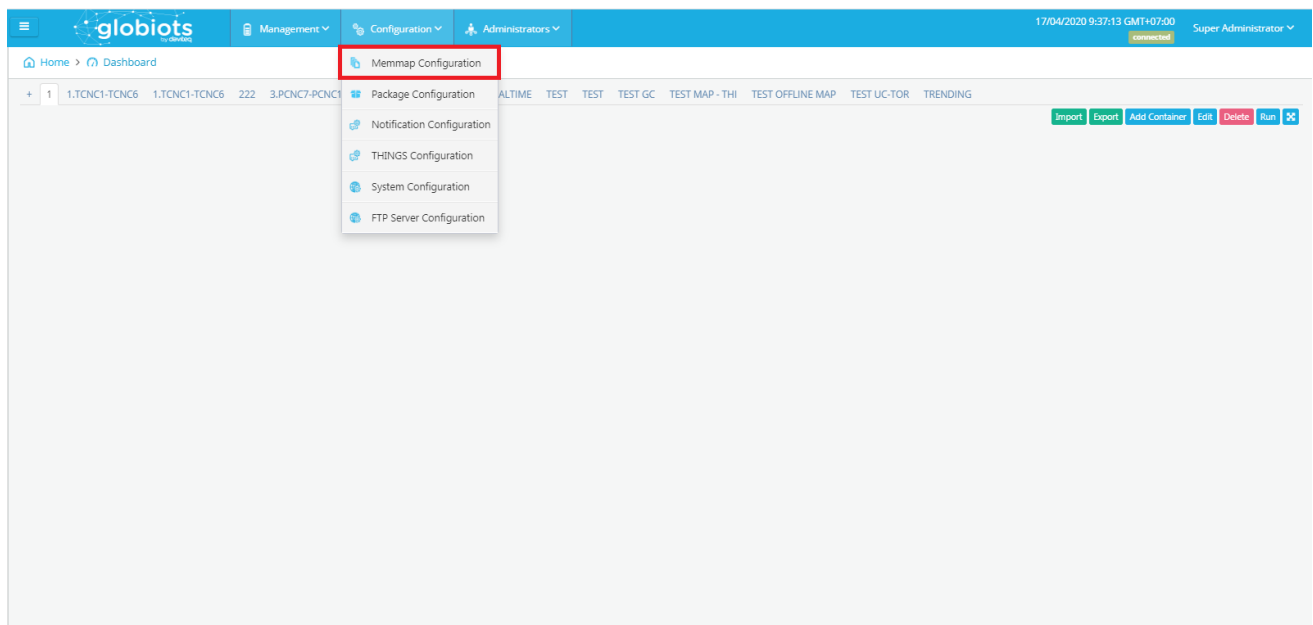 globiots
by deviteq
Management
Configuration
Administrators
17/04/2020 9:37:13 GMT+07:00
connected
Super Administrator
Home > Dashboard
Memmap Configuration
+ 1 1.TCNC1-TCNC6 1.TCNC1-TCNC6 222 3.PCNC7-PCNC1 ALTIME TEST TEST TEST GC TEST MAP - THI TEST OFFLINE MAP TEST UC-TOR TRENDING
Package Configuration
Import Export Add Container Edit Delete Run
Notification Configuration
THINGS Configuration
System Configuration
FTP Server Configuration